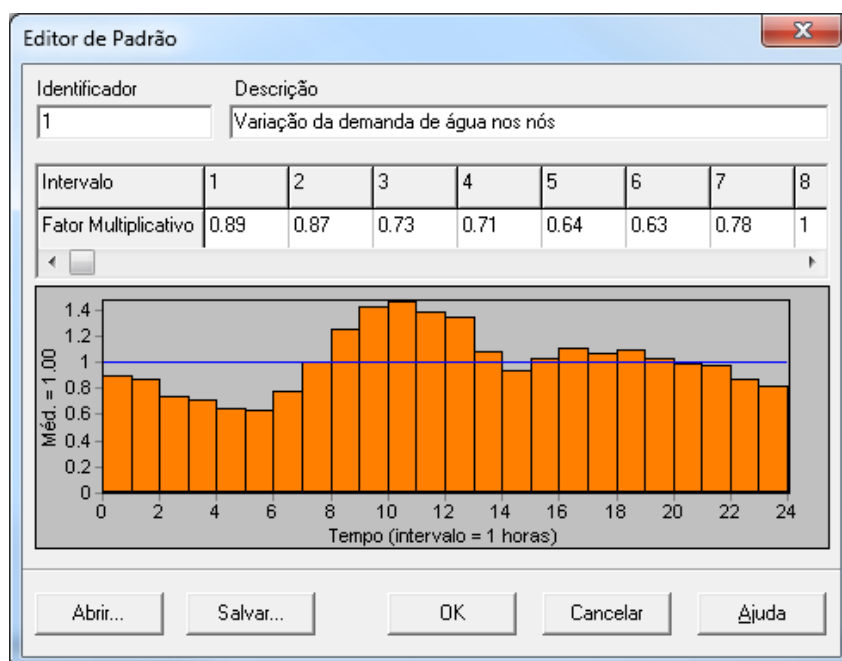 Editor de Padrão
Identificador Descrição
1 Variação da demanda de água nos nós
Intervalo 1 2 3 4 5 6 7 8
Fator Multiplicativo 0.89 0.87 0.73 0.71 0.64 0.63 0.78 1
Méd. = 1.00
1.4
1.2
1
0.8
0.6
0.4
0.2
0
0 2 4 6 8 10 12 14 16 18 20 22 24
Tempo (intervalo = 1 horas)
Abrir... Salvar... OK Cancelar Ajuda